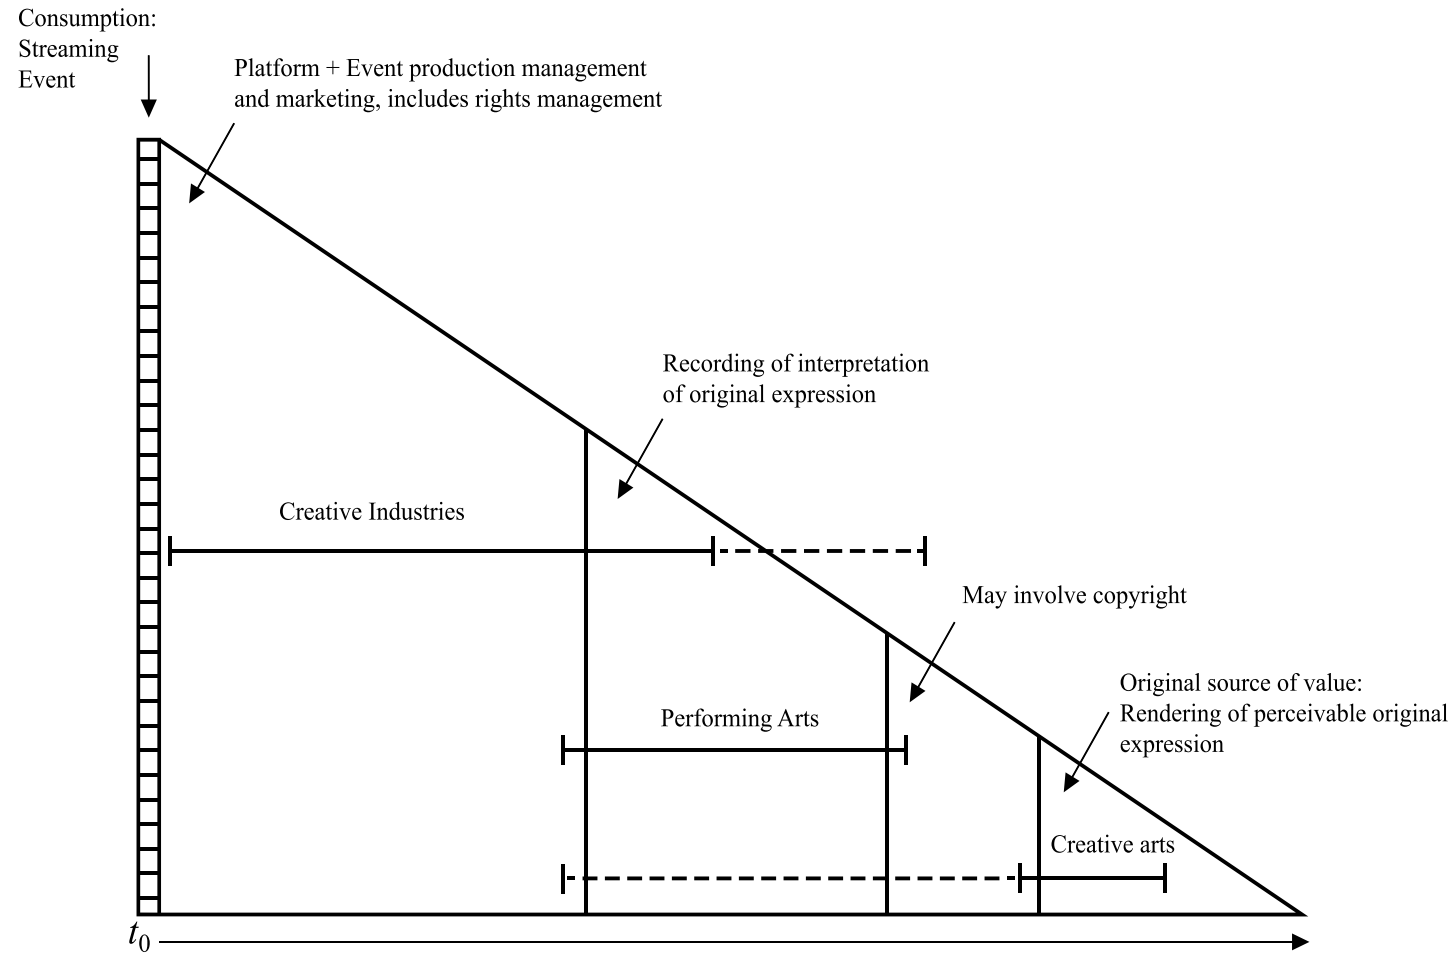 Consumption:
Streaming
Event
Platform + Event production management
and marketing, includes rights management
Recording of interpretation
of original expression
Creative Industries
May involve copyright
Original source of value:
Rendering of perceivable original
expression
Performing Arts
Creative arts
t₀